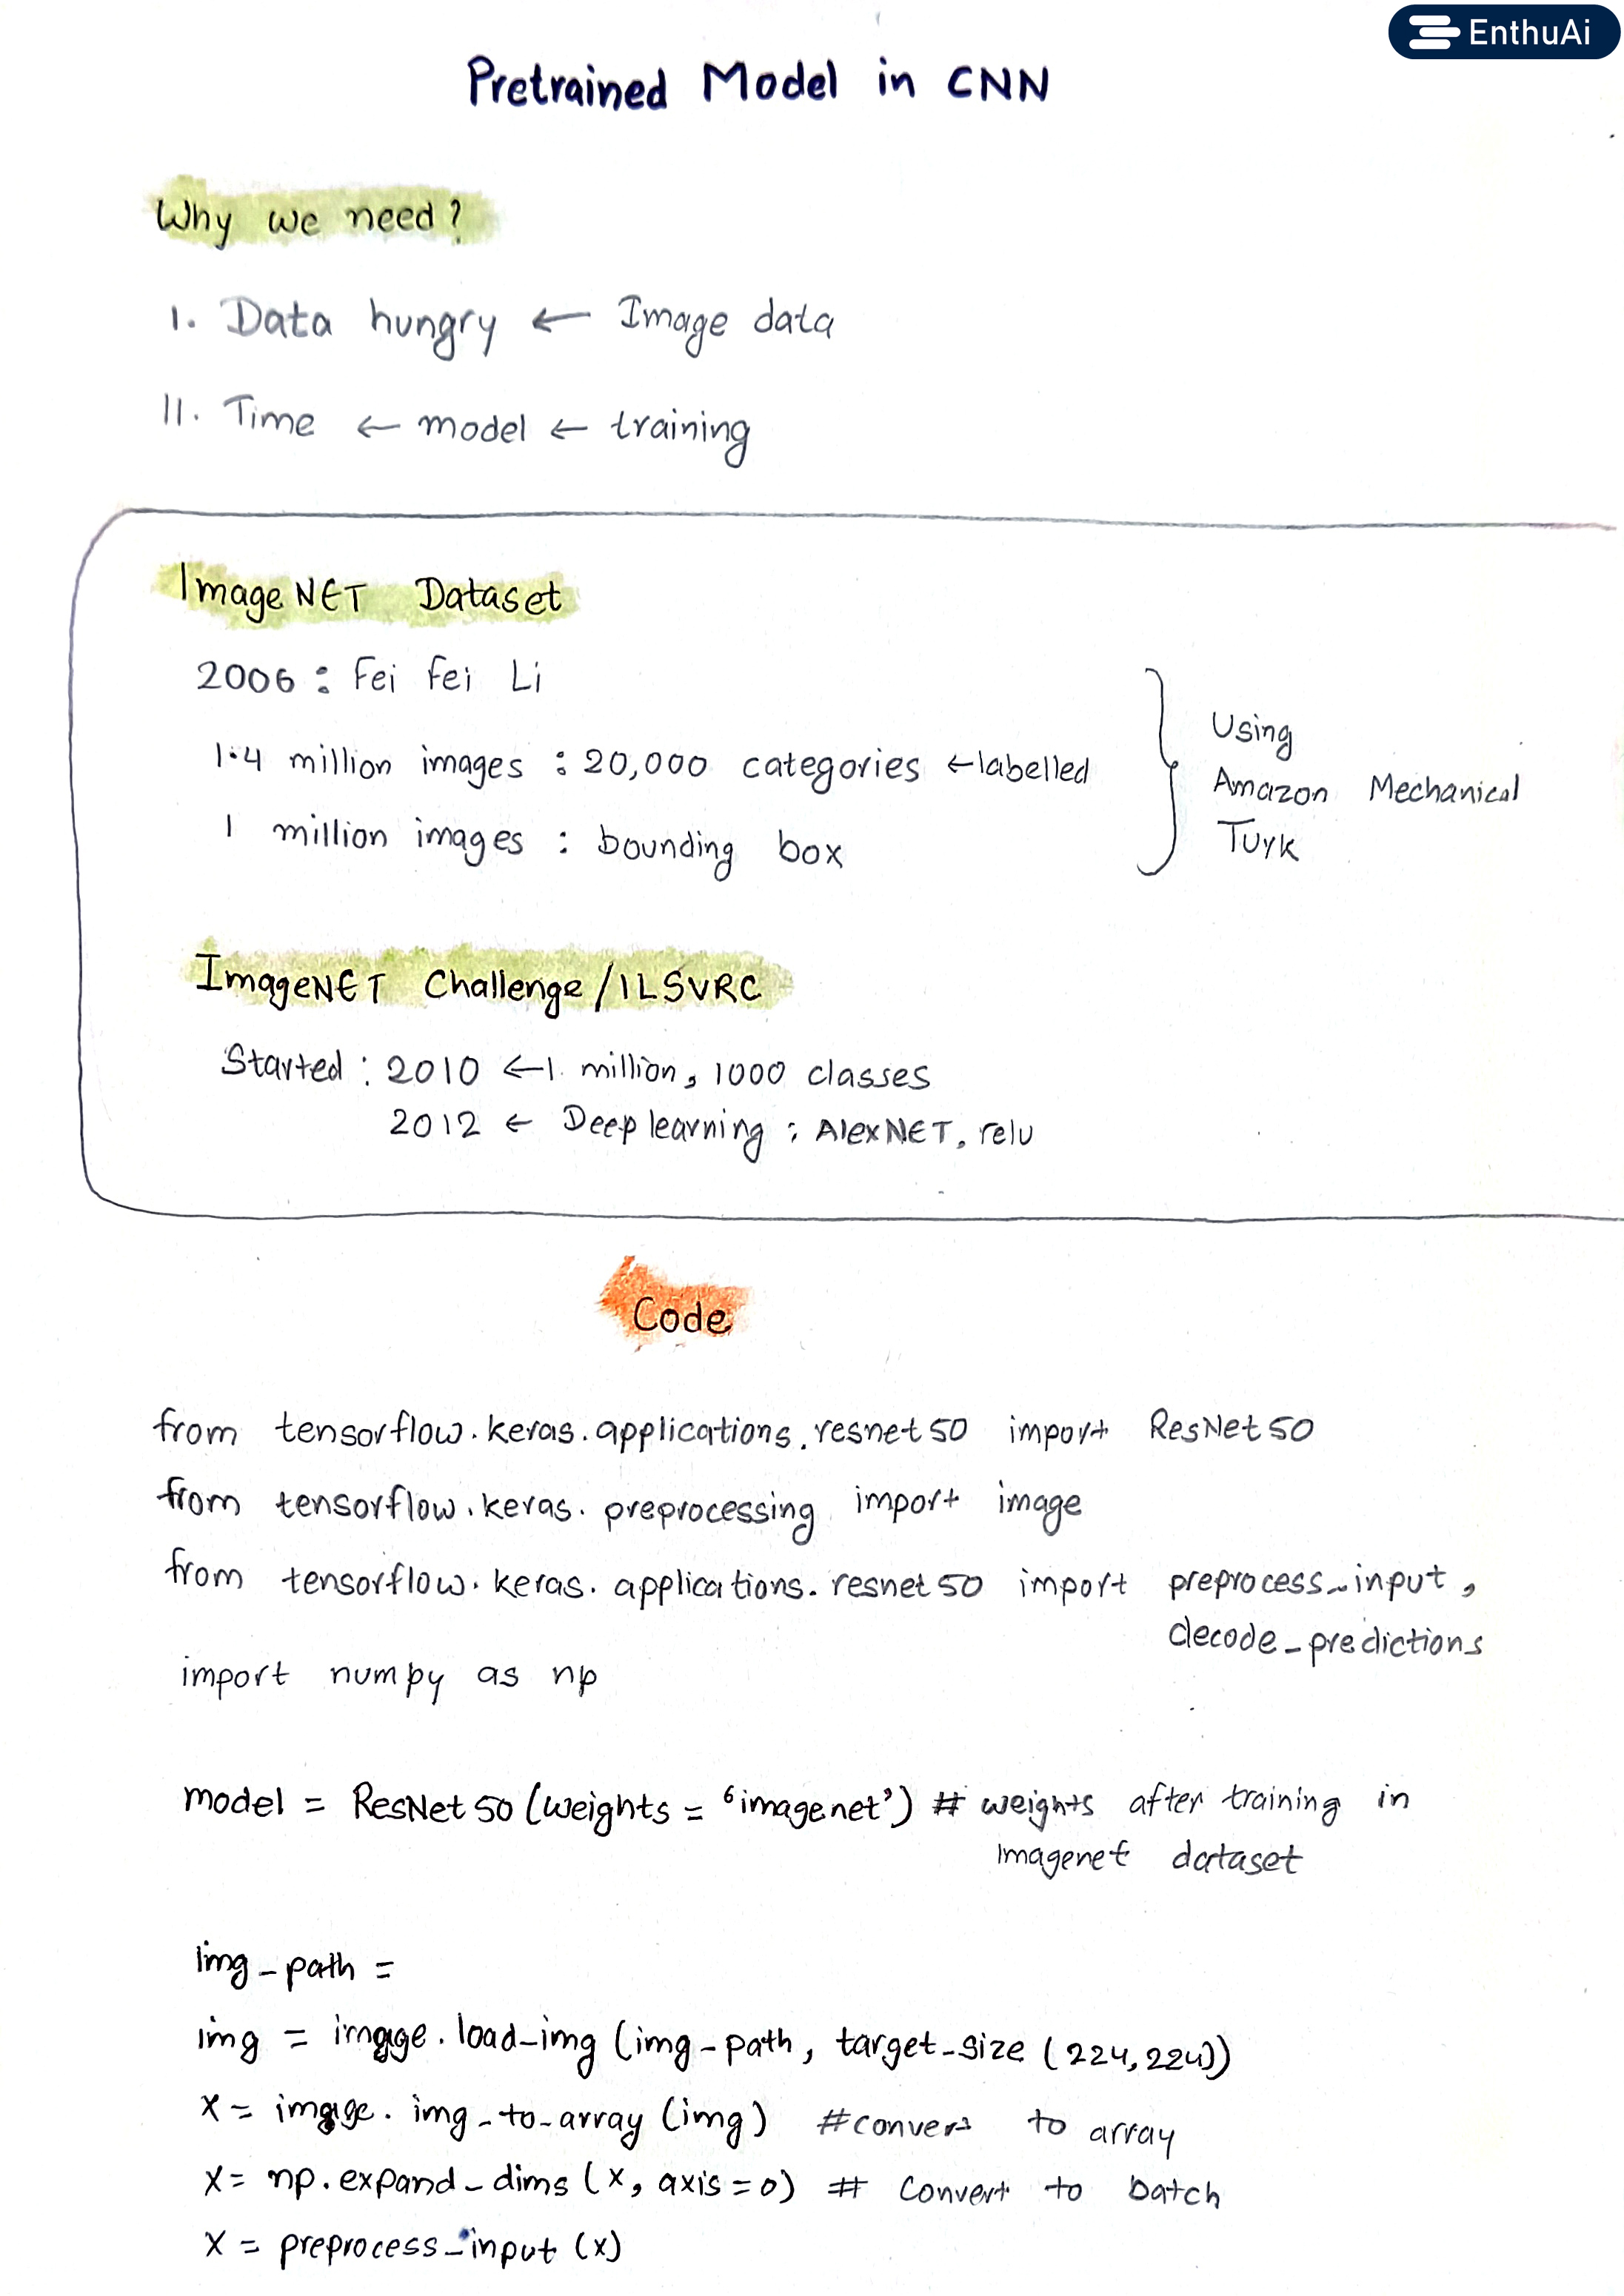 EnthuAi
Pretrained Model in CNN
Why we need?
I. Data hungry ← Image data
II. Time ← model ← training
ImageNET Dataset
2006 : Fei Fei Li
1.4 million images : 20,000 categories ← labelled
1 million images : bounding box
Using
Amazon Mechanical
Turk
ImageNET Challenge/ILSVRC
Started : 2010 ← 1. million, 1000 classes
2012 ← Deep learning : AlexNET, relu
Code
from tensorflow.keras.applications.resnet50 import ResNet50
from tensorflow.keras.preprocessing import image
from tensorflow.keras.applications.resnet50 import preprocess_input,
decode_predictions
import numpy as np
model = ResNet50(weights = 'imagenet') # weights after training in
Imagenet dataset
img_path =
img = image.load_img (img_path, target_size (224,224))
X = image.img_to_array (img) #convert to array
X = np.expand_dims (x, axis=0) # Convert to batch
X = preprocess_input (x)